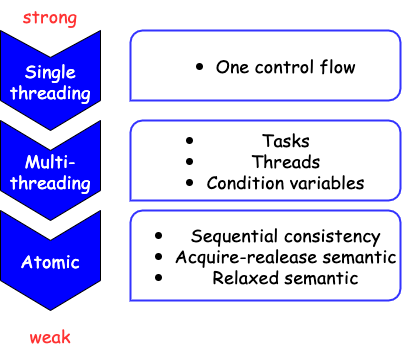 strong
Single
threading
• One control flow
Multi-
threading
• Tasks
• Threads
• Condition variables
Atomic
• Sequential consistency
• Acquire-realease semantic
• Relaxed semantic
weak